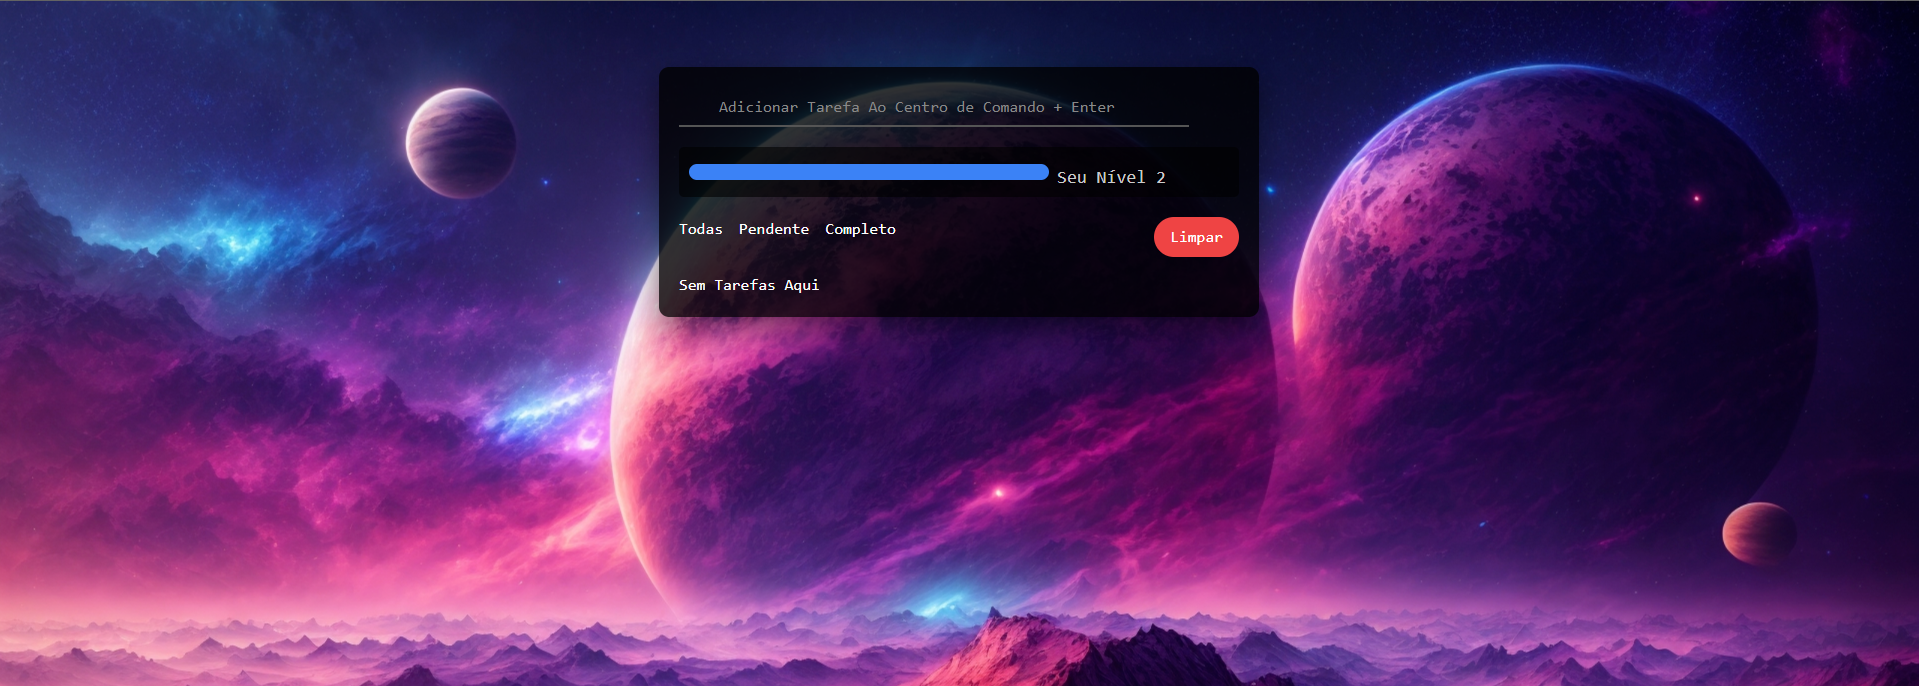 Adicionar Tarefa Ao Centro de Comando + Enter
Seu Nível 2
Todas Pendente Completo Limpar
Sem Tarefas Aqui